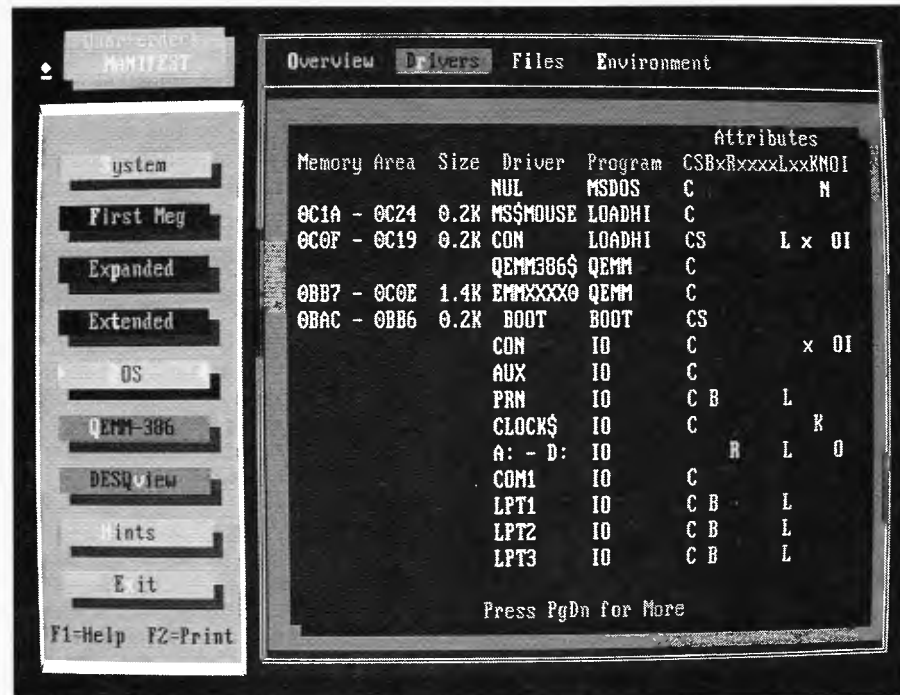 Quarterdeck
MANIFEST
Overview Drivers Files Environment
System
First Meg
Expanded
Extended
DOS
QEMM-386
DESQview
Hints
Exit
F1=Help F2=Print
Attributes
Memory Area Size Driver Program CSBxRxxxxLxxKNOI
NUL MSDOS C N
0C1A - 0C24 0.2K MS$MOUSE LOADHI C
0C0F - 0C19 0.2K CON LOADHI CS L x OI
QEMM386$ QEMM C
0BB7 - 0C0E 1.4K EMMXXXX0 QEMM C
0BAC - 0BB6 0.2K BOOT BOOT CS
CON IO C x OI
AUX IO C
PRN IO C B L
CLOCK$ IO C K
A: - D: IO R L O
COM1 IO C
LPT1 IO C B L
LPT2 IO C B L
LPT3 IO C B L
Press PgDn for More